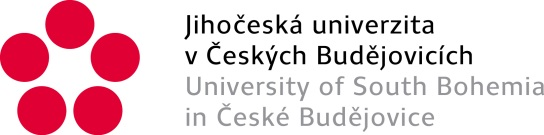 Jihočeská univerzita
v Českých Budějovicích
University of South Bohemia
in České Budějovice